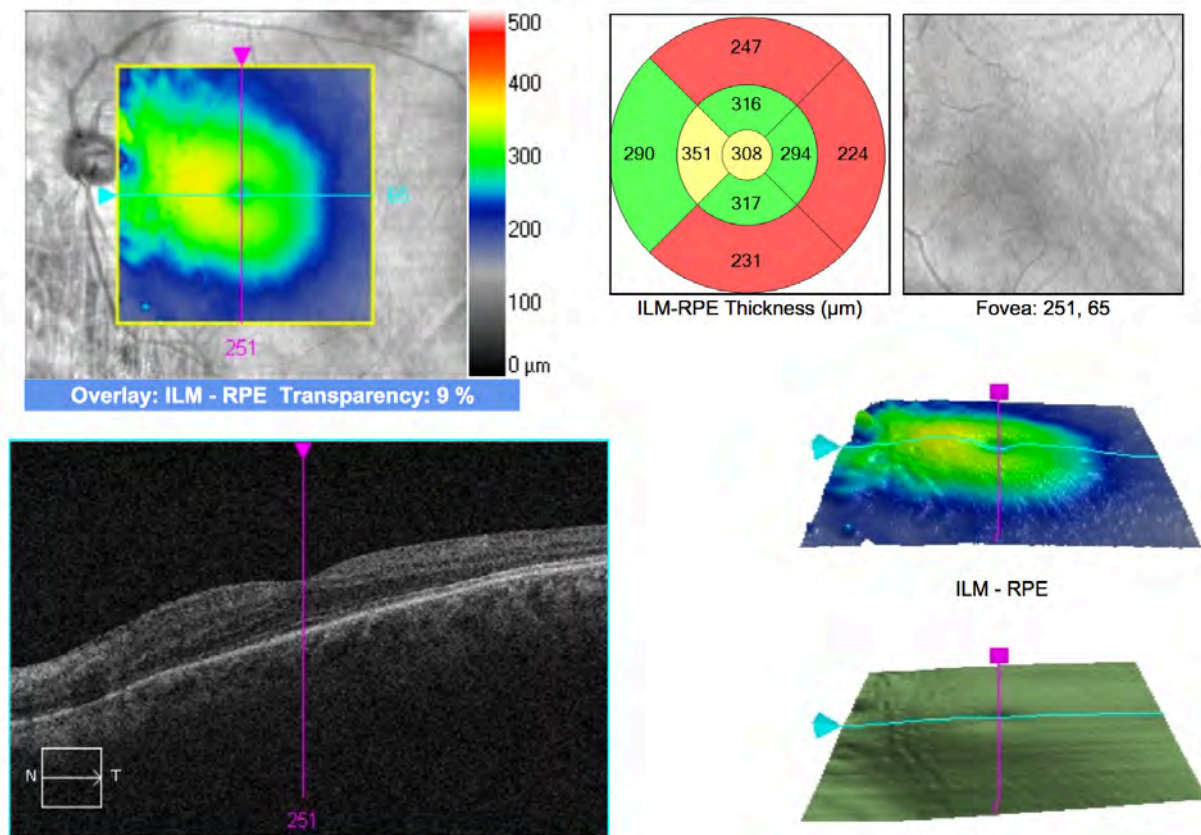 500
400
300
200
100
0 µm
65
251
Overlay: ILM - RPE Transparency: 9 %
247
316
290
351
308
294
224
317
231
ILM-RPE Thickness (µm)
Fovea: 251, 65
N
T
251
ILM - RPE